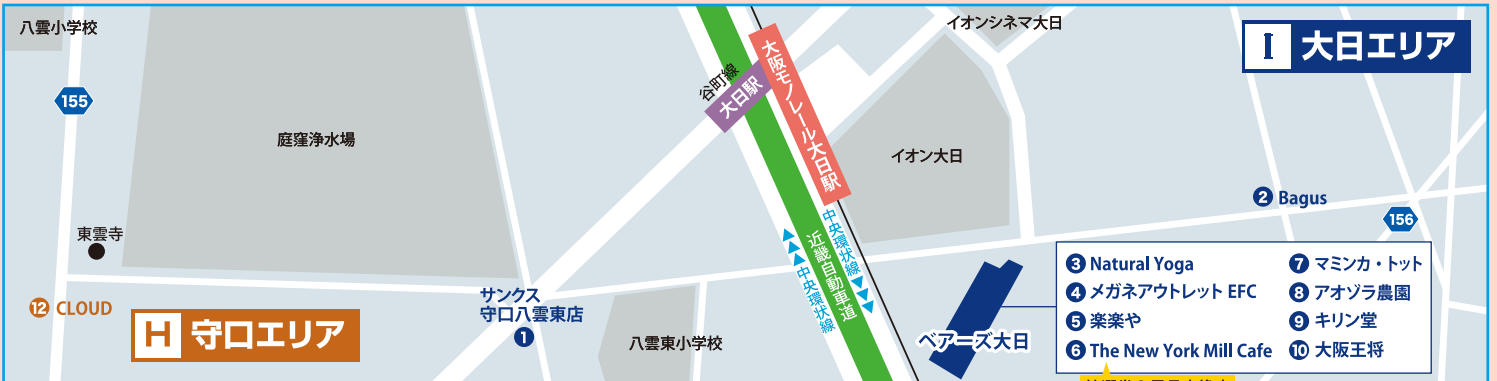 八雲小学校
155
庭窪浄水場
東雲寺
12 CLOUD
H 守口エリア
サンクス
守口八雲東店
1
八雲東小学校
谷町線
大日駅
大阪モノレール大日駅
中央環状線
近畿自動車道
中央環状線
イオンシネマ大日
I 大日エリア
イオン大日
2 Bagus
156
ベアーズ大日
3 Natural Yoga
4 メガネアウトレット EFC
5 楽楽や
6 The New York Mill Cafe
7 マミンカ・トット
8 アオゾラ農園
9 キリン堂
10 大阪王将